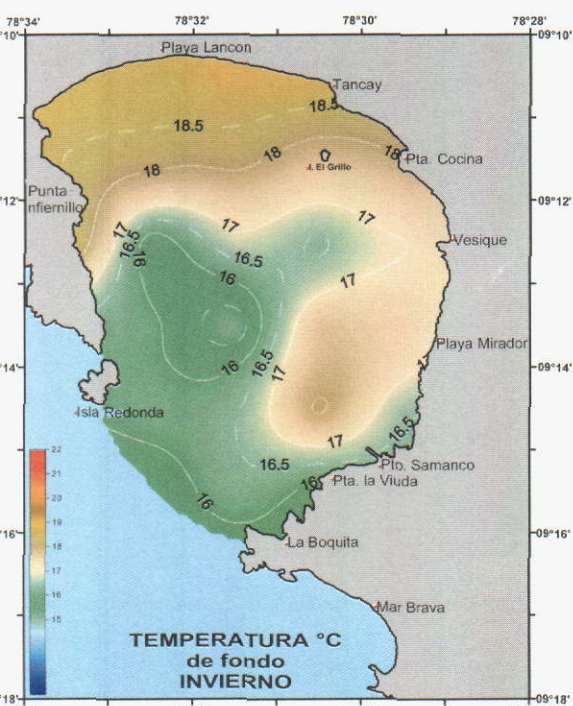 78°34' 78°32' 78°30' 78°28'
09°10' 09°10'
Playa Lancon
Tancay
18.5
18.5
18 18 18
Pta. Cocina
I. El Grillo
09°12'
Punta
nfiernillo
17 17 17
16.5 16.5
16 16
Vesique
17
Playa Mirador
09°14'
16 16.5 17
Isla Redonda
17 16.5
16.5
Pto. Samanco
16 16
Pta. la Viuda
22
21
20
19
18
17
16
15
16' 09°16'
La Boquita
Mar Brava
TEMPERATURA °C
de fondo
INVIERNO
18' 09°18'